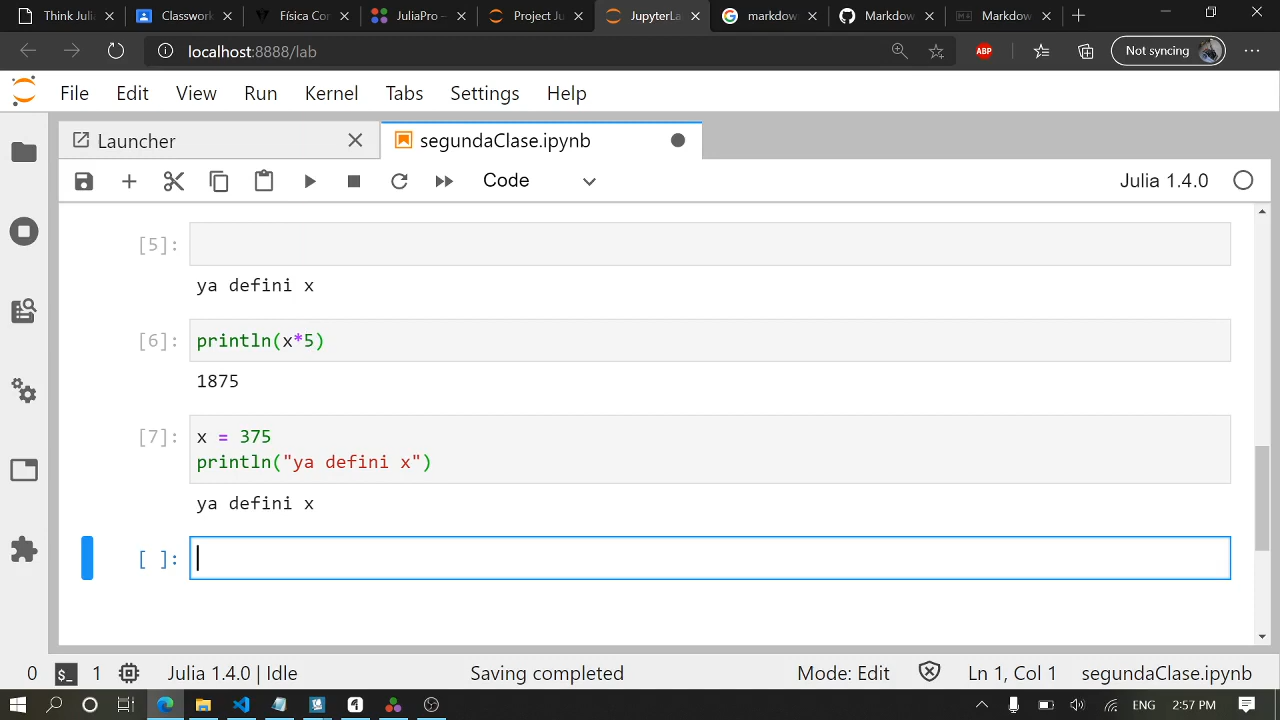 Think Julia
Classwork
Física Cor
JuliaPro –
Project Ju
JupyterLa
markdow
Markdow
Markdow
localhost:8888/lab
ABP
Not syncing
File Edit View Run Kernel Tabs Settings Help
Launcher
segundaClase.ipynb
Code
Julia 1.4.0
[5]:
ya defini x
[6]: println(x*5)
1875
[7]: x = 375
println("ya defini x")
ya defini x
[ ]:
0 $_ 1 Julia 1.4.0 | Idle Saving completed Mode: Edit Ln 1, Col 1 segundaClase.ipynb
ENG 2:57 PM